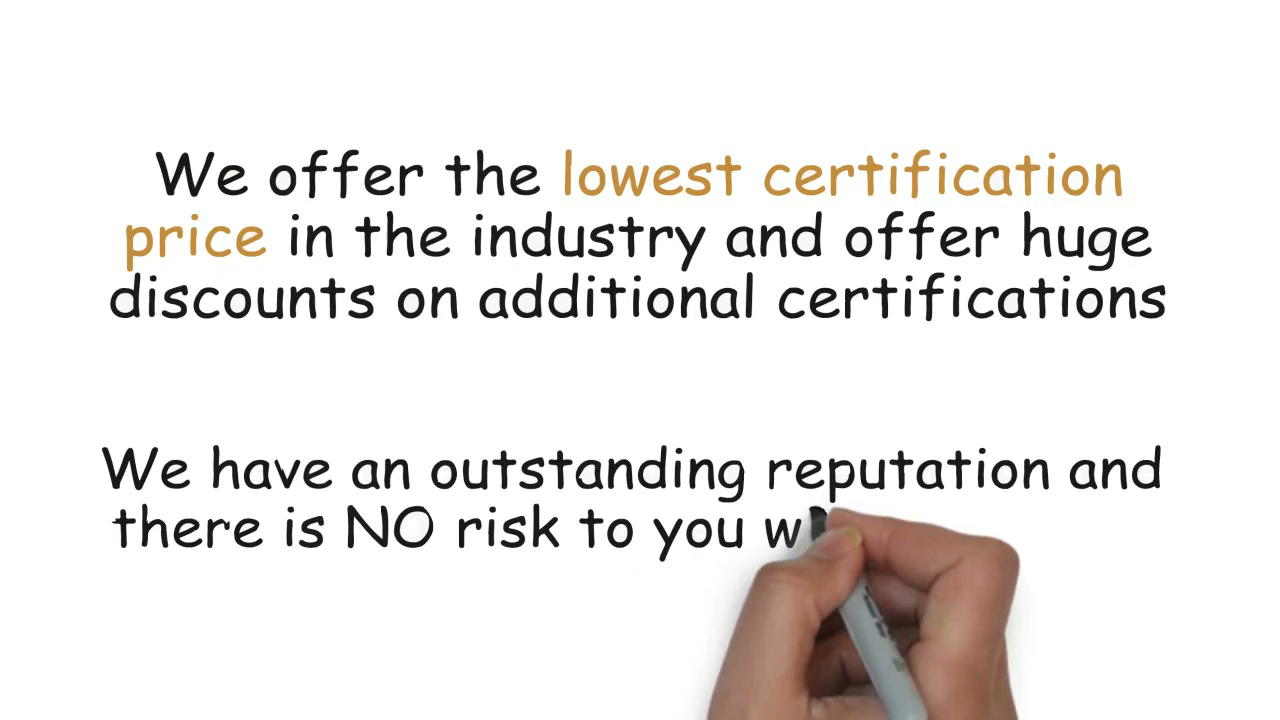 We offer the lowest certification
price in the industry and offer huge
discounts on additional certifications
We have an outstanding reputation and
there is NO risk to you